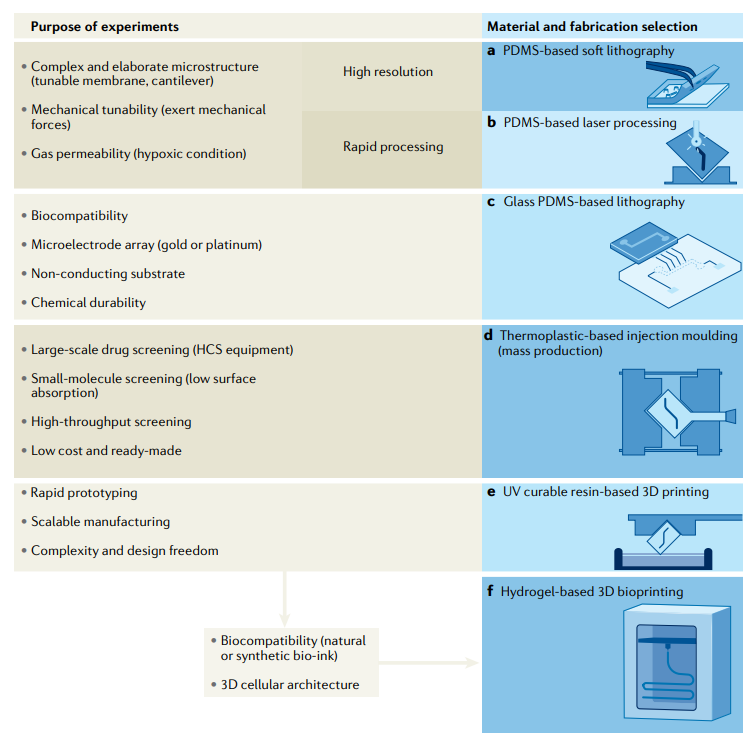 Purpose of experiments
Material and fabrication selection
• Complex and elaborate microstructure
(tunable membrane, cantilever)
• Mechanical tunability (exert mechanical
forces)
• Gas permeability (hypoxic condition)
High resolution
Rapid processing
a PDMS-based soft lithography
b PDMS-based laser processing
• Biocompatibility
• Microelectrode array (gold or platinum)
• Non-conducting substrate
• Chemical durability
c Glass PDMS-based lithography
• Large-scale drug screening (HCS equipment)
• Small-molecule screening (low surface
absorption)
• High-throughput screening
• Low cost and ready-made
d Thermoplastic-based injection moulding
(mass production)
• Rapid prototyping
• Scalable manufacturing
• Complexity and design freedom
e UV curable resin-based 3D printing
• Biocompatibility (natural
or synthetic bio-ink)
• 3D cellular architecture
f Hydrogel-based 3D bioprinting